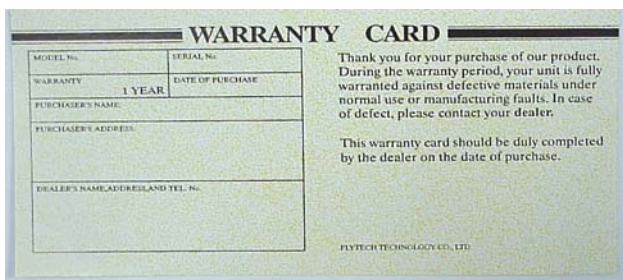 WARRANTY CARD
MODEL No.
SERIAL No.
WARRANTY
1 YEAR
DATE OF PURCHASE
PURCHASER'S NAME:
PURCHASER'S ADDRESS:
DEALER'S NAME,ADDRESS,AND TEL. No.
Thank you for your purchase of our product.
During the warranty period, your unit is fully
warranted against defective materials under
normal use or manufacturing faults. In case
of defect, please contact your dealer.
This warranty card should be duly completed
by the dealer on the date of purchase.
FLYTECH TECHNOLOGY CO., LTD.